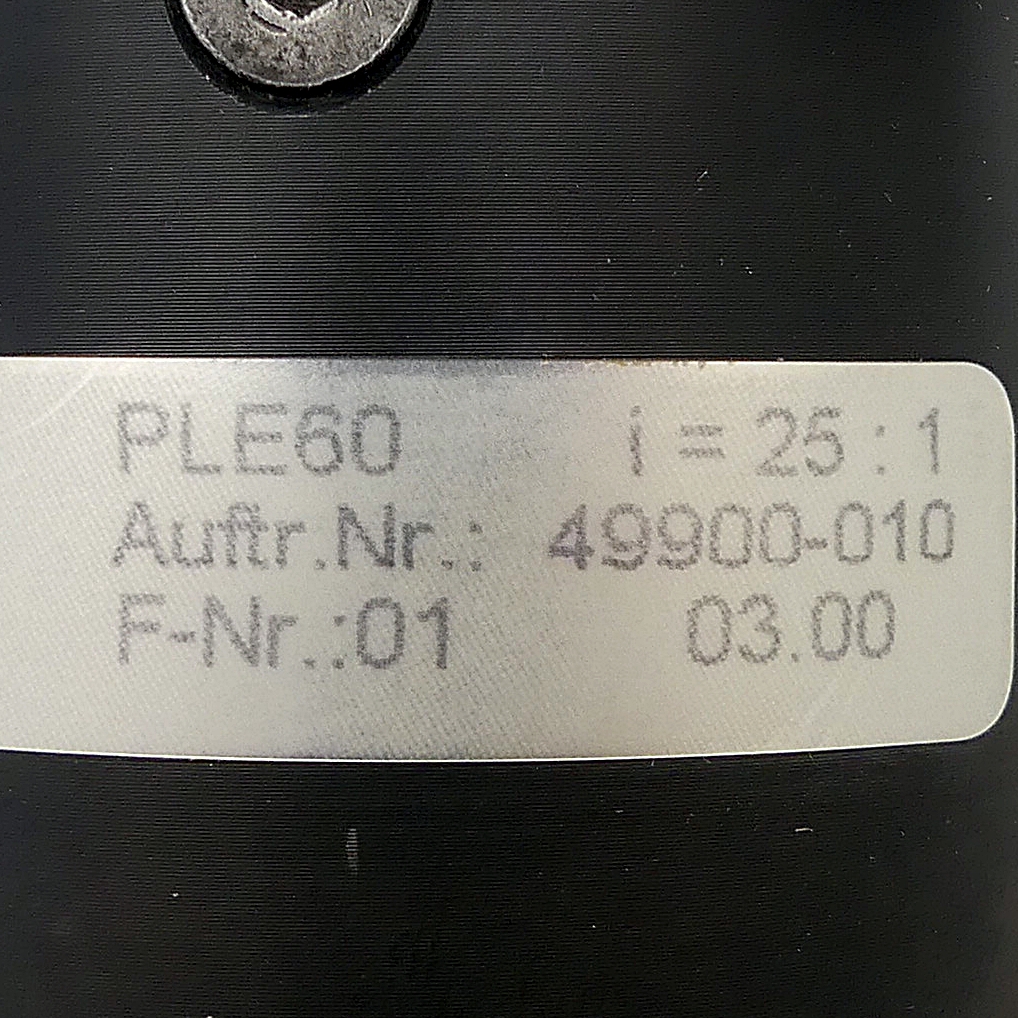 PLE60 i = 25 : 1
Auftr.Nr.: 49900-010
F-Nr.:01 03.00